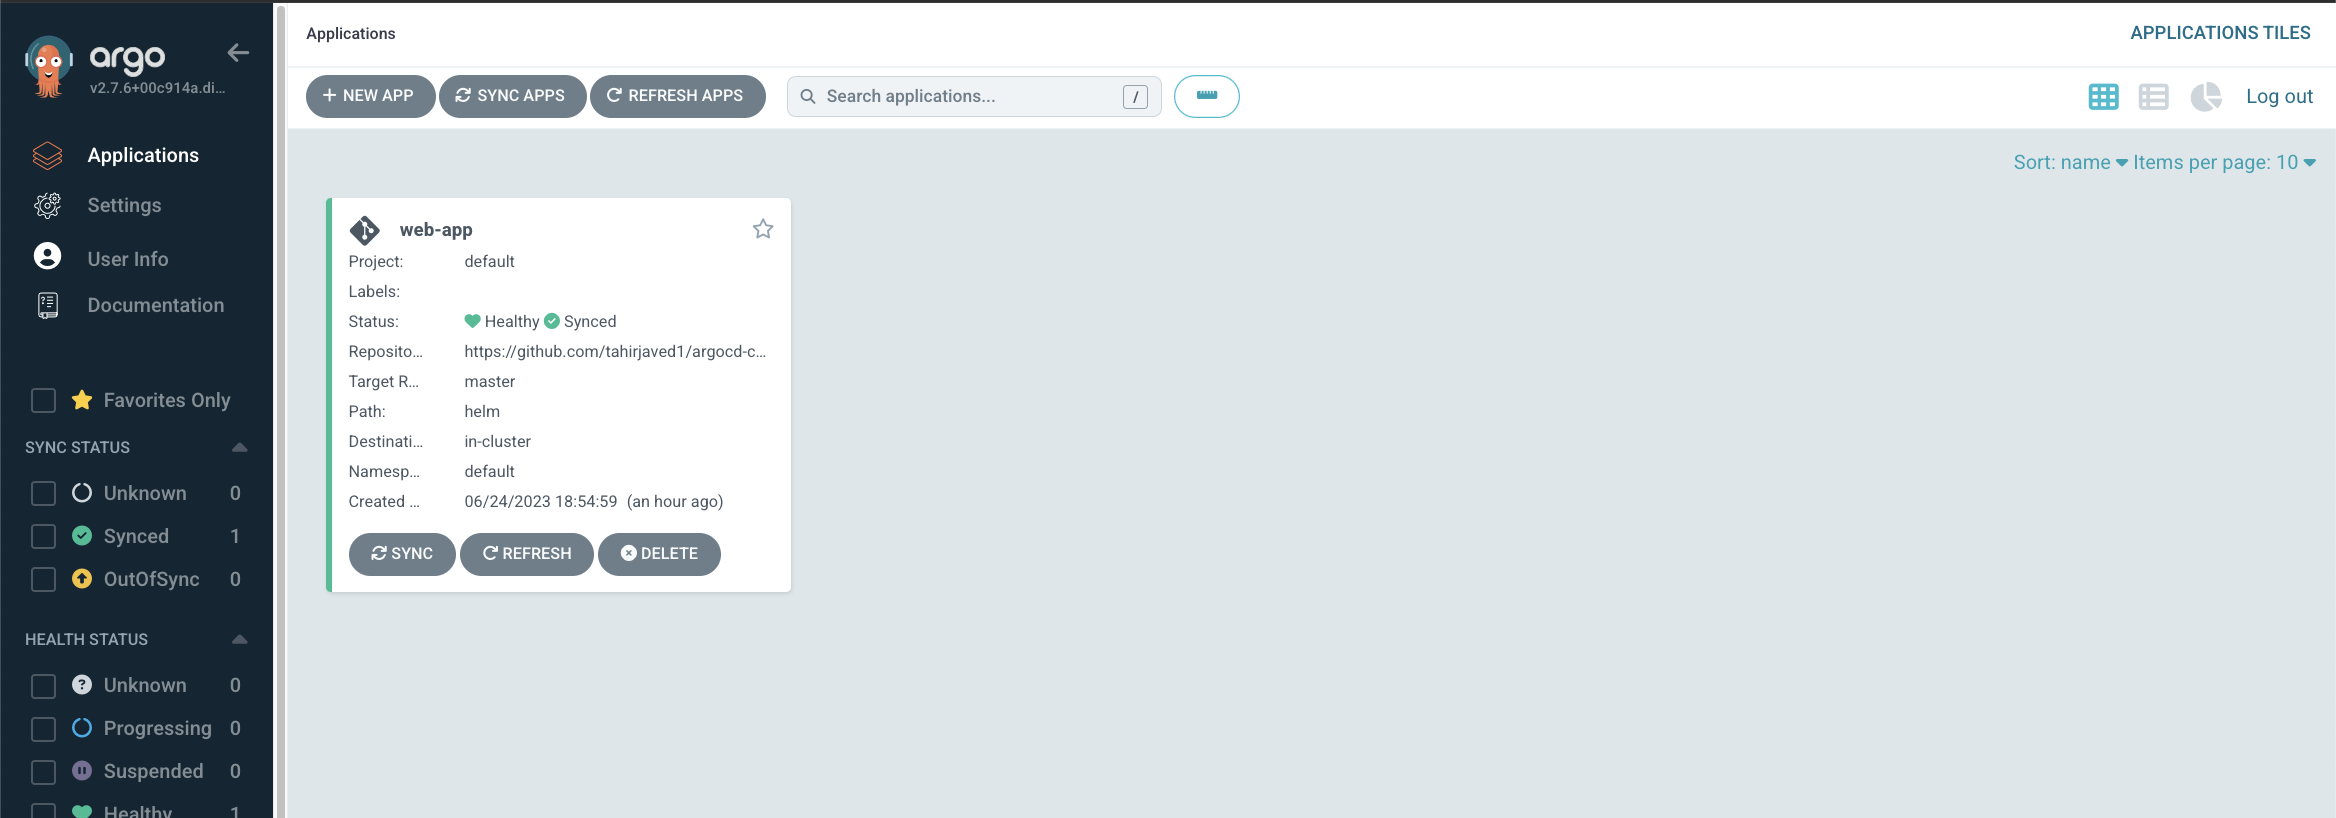 argo
v2.7.6+00c914a.di...
Applications
Settings
User Info
Documentation
Favorites Only
SYNC STATUS
Unknown 0
Synced 1
OutOfSync 0
HEALTH STATUS
Unknown 0
Progressing 0
Suspended 0
Healthy 1
Applications
APPLICATIONS TILES
+ NEW APP
SYNC APPS
REFRESH APPS
Search applications...
/
Log out
Sort: name
Items per page: 10
web-app
Project: default
Labels:
Status: Healthy Synced
Reposito... https://github.com/tahirjaved1/argocd-c...
Target R... master
Path: helm
Destinati... in-cluster
Namesp... default
Created ... 06/24/2023 18:54:59 (an hour ago)
SYNC
REFRESH
DELETE